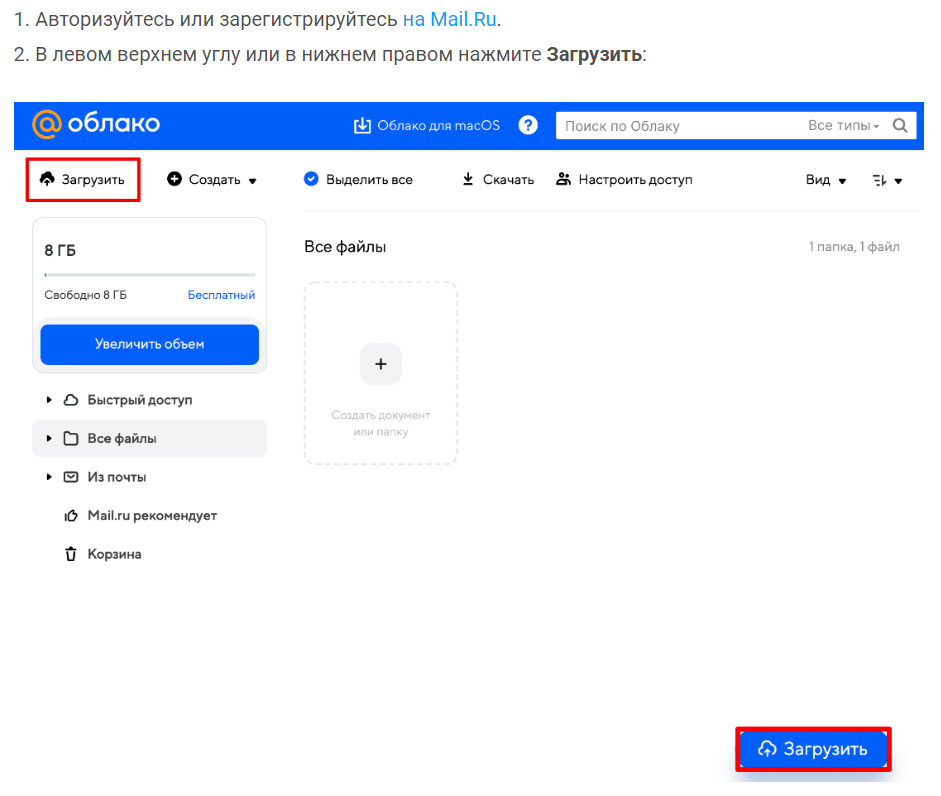 1. Авторизуйтесь или зарегистрируйтесь на Mail.Ru.
2. В левом верхнем углу или в нижнем правом нажмите Загрузить:
облако
Облако для macOS
?
Поиск по Облаку
Все типы
Загрузить
Создать
Выделить все
Скачать
Настроить доступ
Вид
8 ГБ
Свободно 8 ГБ
Бесплатный
Увеличить объем
Быстрый доступ
Все файлы
Из почты
Mail.ru рекомендует
Корзина
Все файлы
1 папка, 1 файл
+
Создать документ
или папку
Загрузить